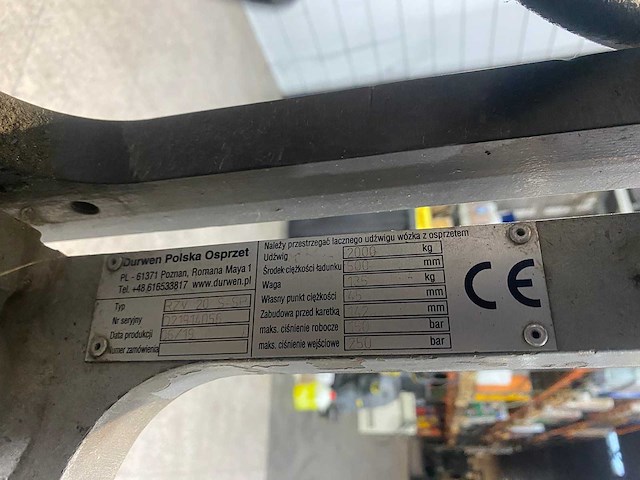 Durwen Polska Osprzet
PL - 61371 Poznan, Romana Maya 1
Tel. +48.616533817 www.durwen.pl
Typ
Nr seryjny
Data produkcji
Numer zamówienia
Należy przestrzegać łacznego udźwigu wózka z osprzetem
Udźwig 2000 kg
Środek ciężkości ładunku 500 mm
Waga kg
Własny punkt ciężkości mm
Zabudowa przed karetką mm
maks. ciśnienie robocze bar
maks. ciśnienie wejściowe 250 bar
CE